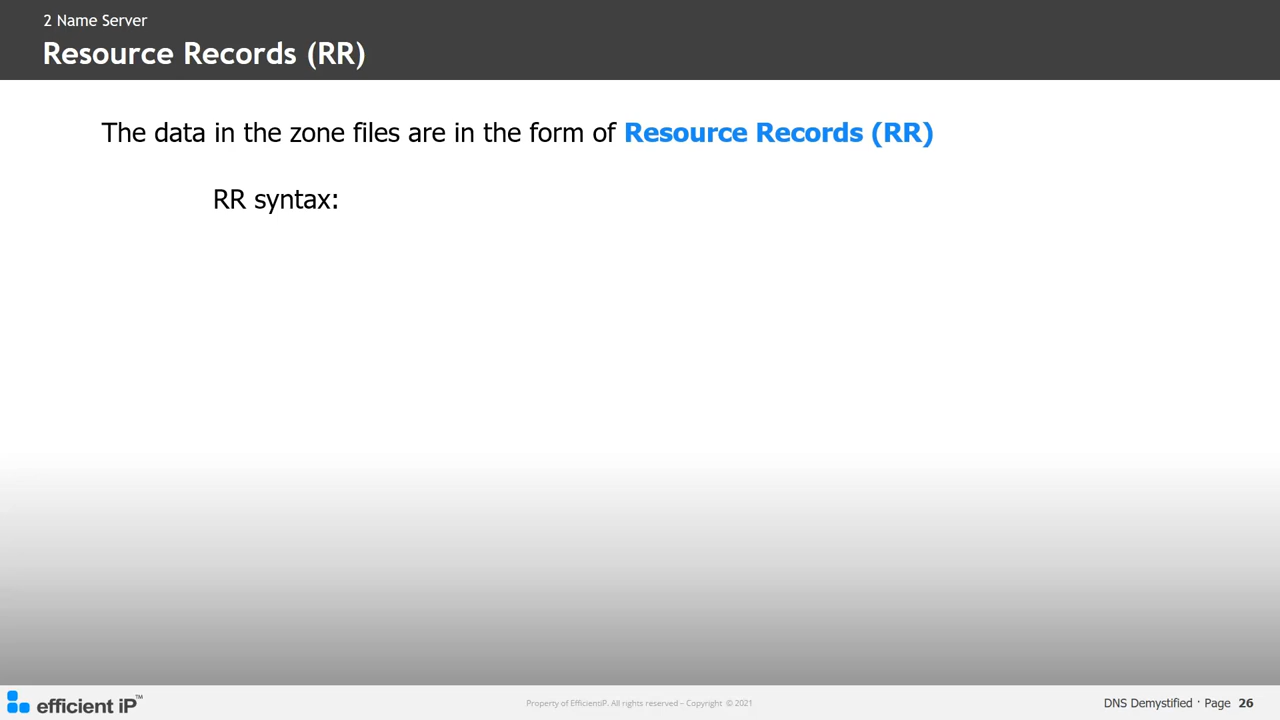 2 Name Server
Resource Records (RR)
The data in the zone files are in the form of Resource Records (RR)
RR syntax:
efficient iP™
Property of EfficientiP. All rights reserved – Copyright © 2021
DNS Demystified · Page 26